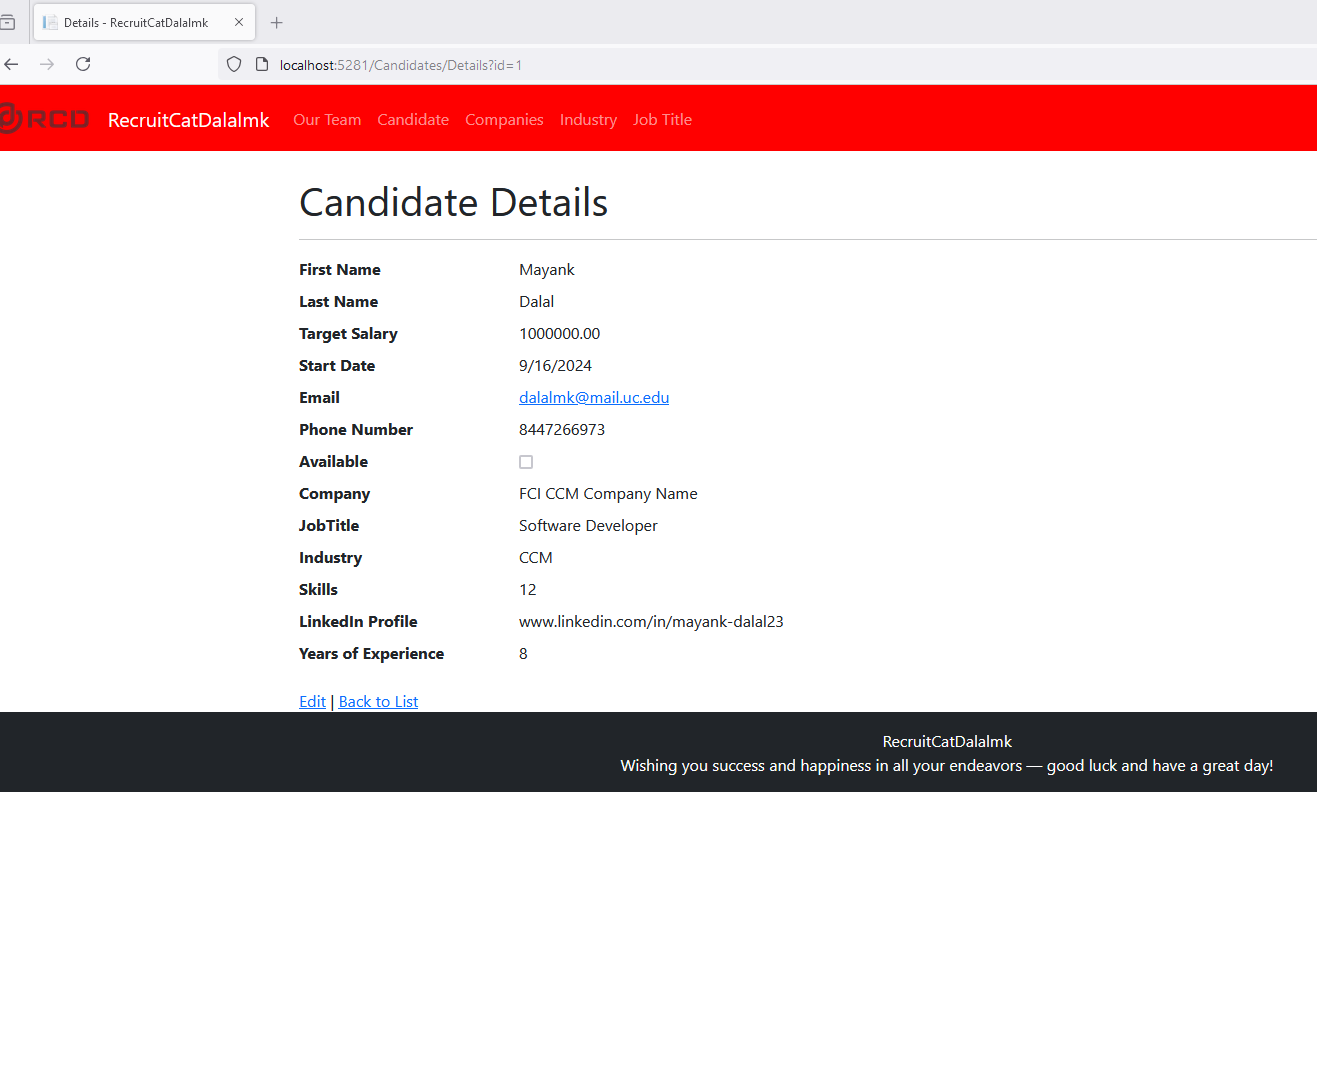 Details - RecruitCatDalalmk
localhost:5281/Candidates/Details?id=1
RCD RecruitCatDalalmk Our Team Candidate Companies Industry Job Title
Candidate Details
First Name Mayank
Last Name Dalal
Target Salary 1000000.00
Start Date 9/16/2024
Email dalalmk@mail.uc.edu
Phone Number 8447266973
Available
Company FCI CCM Company Name
JobTitle Software Developer
Industry CCM
Skills 12
LinkedIn Profile www.linkedin.com/in/mayank-dalal23
Years of Experience 8
Edit | Back to List
RecruitCatDalalmk
Wishing you success and happiness in all your endeavors — good luck and have a great day!